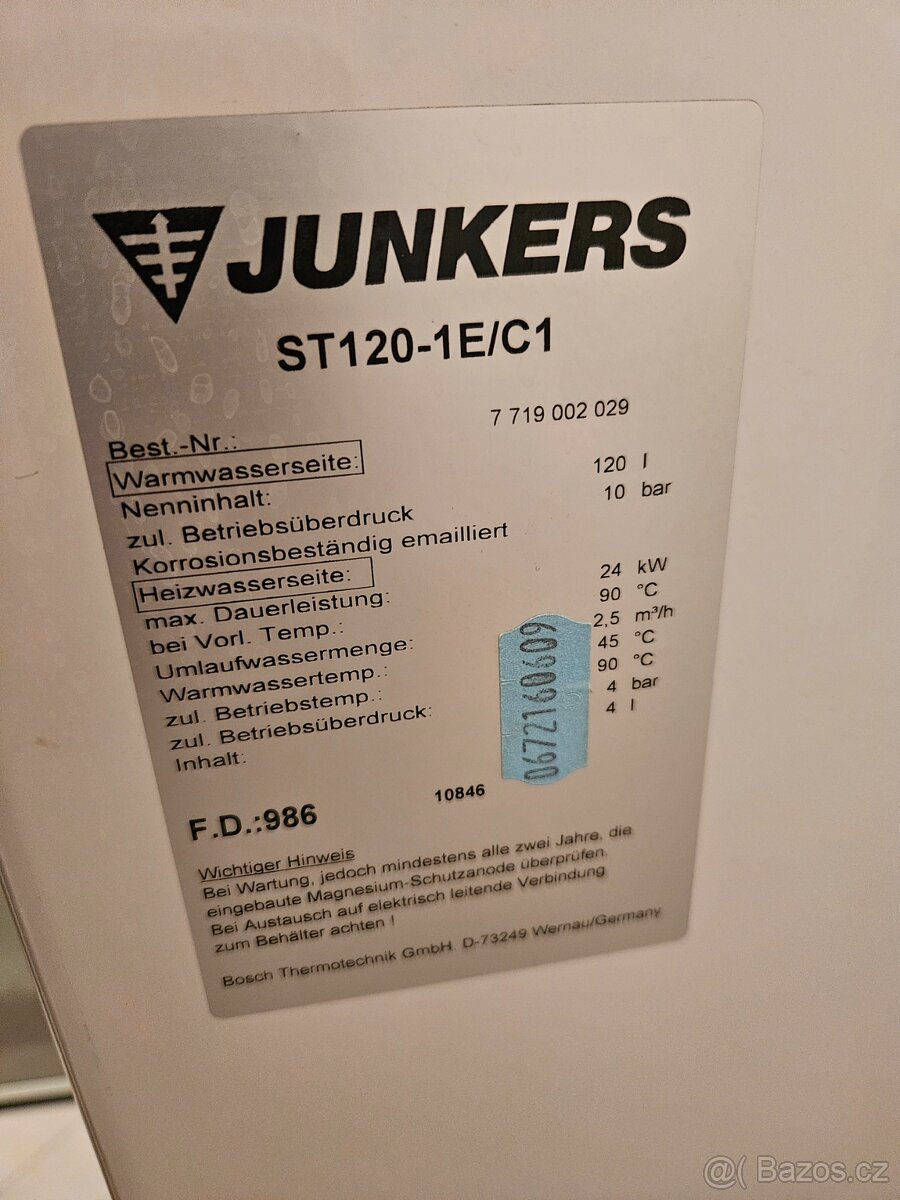 JUNKERS
ST120-1E/C1
Best.-Nr.: 7 719 002 029
Warmwasserseite:
Nenninhalt: 120 l
zul. Betriebsüberdruck 10 bar
Korrosionsbeständig emailliert
Heizwasserseite:
max. Dauerleistung: 24 kW
bei Vorl. Temp.: 90 °C
Umlaufwassermenge: 2,5 m³/h
Warmwassertemp.: 45 °C
zul. Betriebstemp.: 90 °C
zul. Betriebsüberdruck: 4 bar
Inhalt: 4 l
0672160609
F.D.:986 10846
Wichtiger Hinweis
Bei Wartung, jedoch mindestens alle zwei Jahre, die
eingebaute Magnesium-Schutzanode überprüfen.
Bei Austausch auf elektrisch leitende Verbindung
zum Behälter achten !
Bosch Thermotechnik GmbH D-73249 Wernau/Germany
@( Bazos.cz